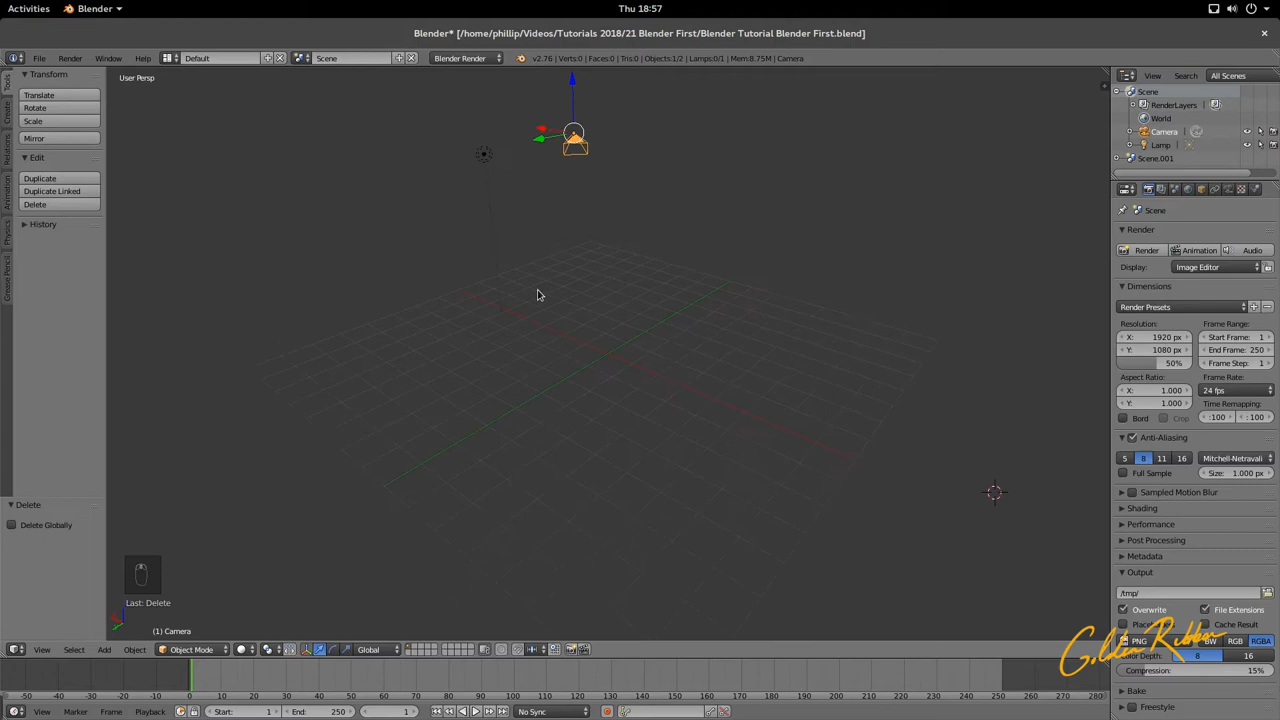 Activities Blender Thu 18:57
Blender* [/home/phillip/Videos/Tutorials 2018/21 Blender First/Blender Tutorial Blender First.blend]
File Render Window Help Default Scene Blender Render v2.76 | Verts:0 | Faces:0 | Tris:0 | Objects:1/2 | Lamps:0/1 | Mem:8.75M | Camera
Tools
Create
Relations
Animation
Physics
Grease Pencil
Transform
Translate
Rotate
Scale
Mirror
Edit
Duplicate
Duplicate Linked
Delete
History
Delete
Delete Globally
User Persp
Last: Delete
(1) Camera
View Select Add Object Object Mode Global
View Marker Frame Playback Start: 1 End: 250 1 No Sync
-50 -40 -30 -20 -10 0 10 20 30 40 50 60 70 80 90 100 110 120 130 140 150 160 170 180 190 200 210 220 230 240 250 260 270 280
View Search All Scenes
Scene
RenderLayers
World
Camera
Lamp
Scene.001
Scene
Render
Render Animation Audio
Display: Image Editor
Dimensions
Render Presets
Resolution: Frame Range:
X: 1920 px Start Frame: 1
Y: 1080 px End Frame: 250
50% Frame Step: 1
Aspect Ratio: Frame Rate:
X: 1.000 24 fps
Y: 1.000 Time Remapping:
Bord Crop :100 :100
Anti-Aliasing
5 8 11 16 Mitchell-Netravali
Full Sample Size: 1.000 px
Sampled Motion Blur
Shading
Performance
Post Processing
Metadata
Output
/tmp/
Overwrite File Extensions
Cache Result
PNG BW RGB RGBA
Color Depth: 8 16
Compression: 15%
Bake
Freestyle